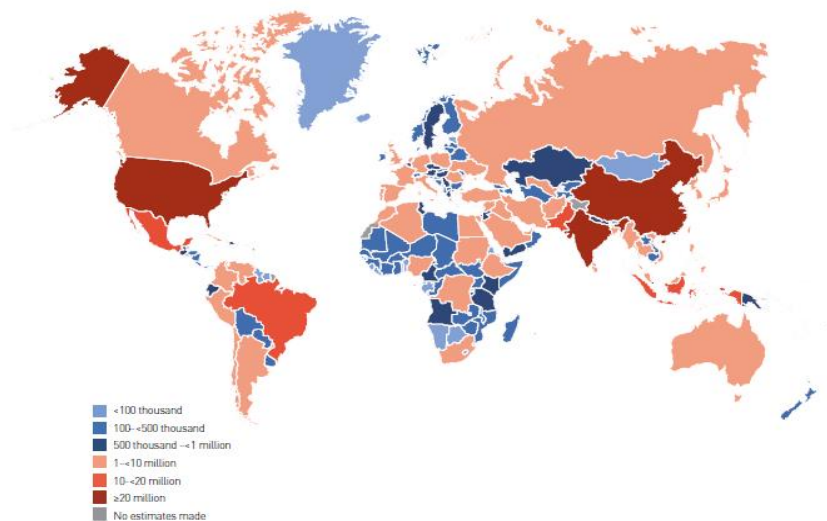 <100 thousand
100-<500 thousand
500 thousand -<1 million
1-<10 million
10-<20 million
≥20 million
No estimates made